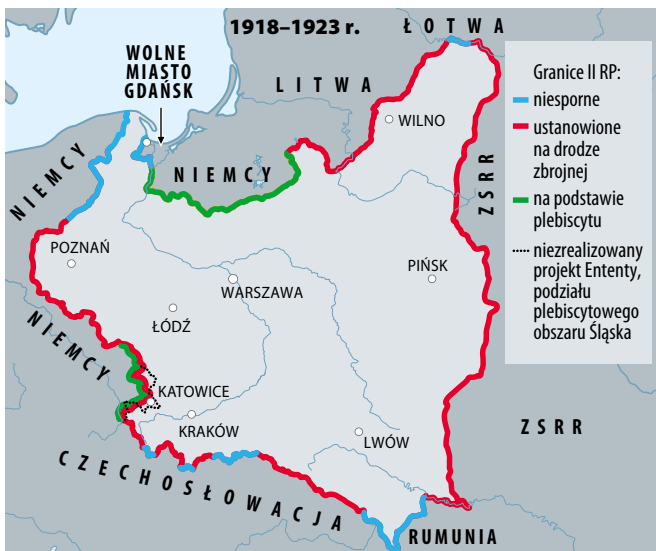 1918–1923 r.
ŁOTWA
WOLNE
MIASTO
GDAŃSK
LITWA
WILNO
NIEMCY
NIEMCY
ZSRR
POZNAŃ
PIŃSK
WARSZAWA
ŁÓDŹ
NIEMCY
KATOWICE
KRAKÓW
LWÓW
ZSRR
CZECHOSŁOWACJA
RUMUNIA
Granice II RP:
niesporne
ustanowione
na drodze
zbrojnej
na podstawie
plebiscytu
niezrealizowany
projekt Ententy,
podziału
plebiscytowego
obszaru Śląska